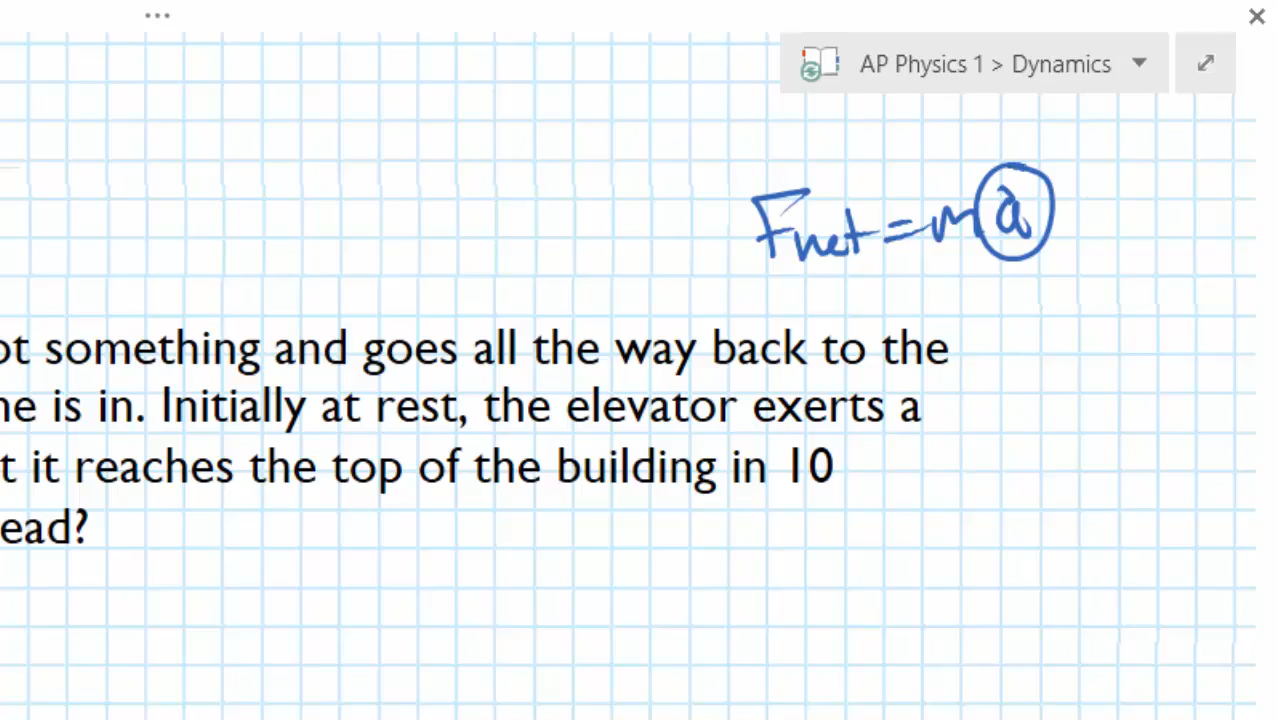 AP Physics 1 > Dynamics
Fnet = ma
ot something and goes all the way back to the
ne is in. Initially at rest, the elevator exerts a
t it reaches the top of the building in 10
ead?